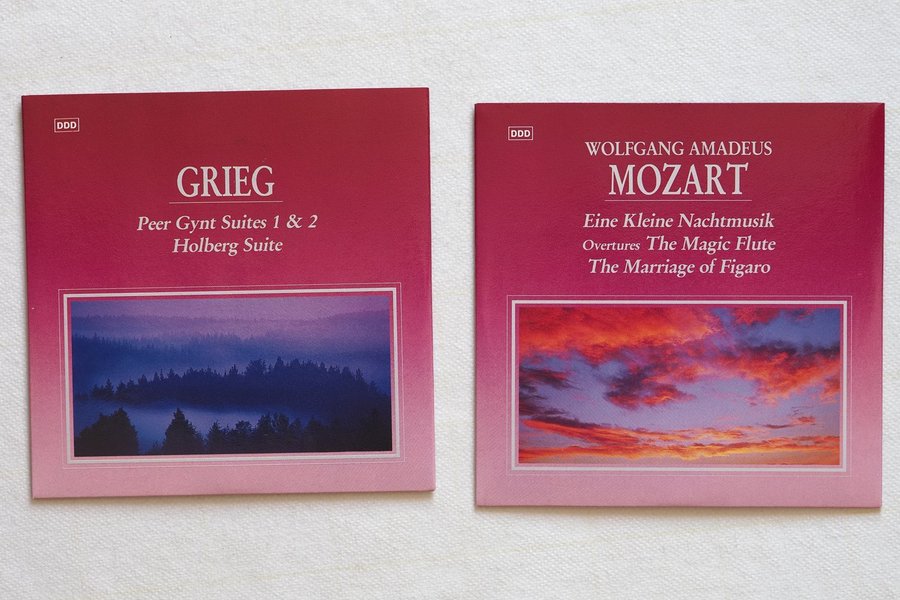 DDD
GRIEG
Peer Gynt Suites 1 & 2
Holberg Suite
DDD
WOLFGANG AMADEUS
MOZART
Eine Kleine Nachtmusik
Overtures The Magic Flute
The Marriage of Figaro